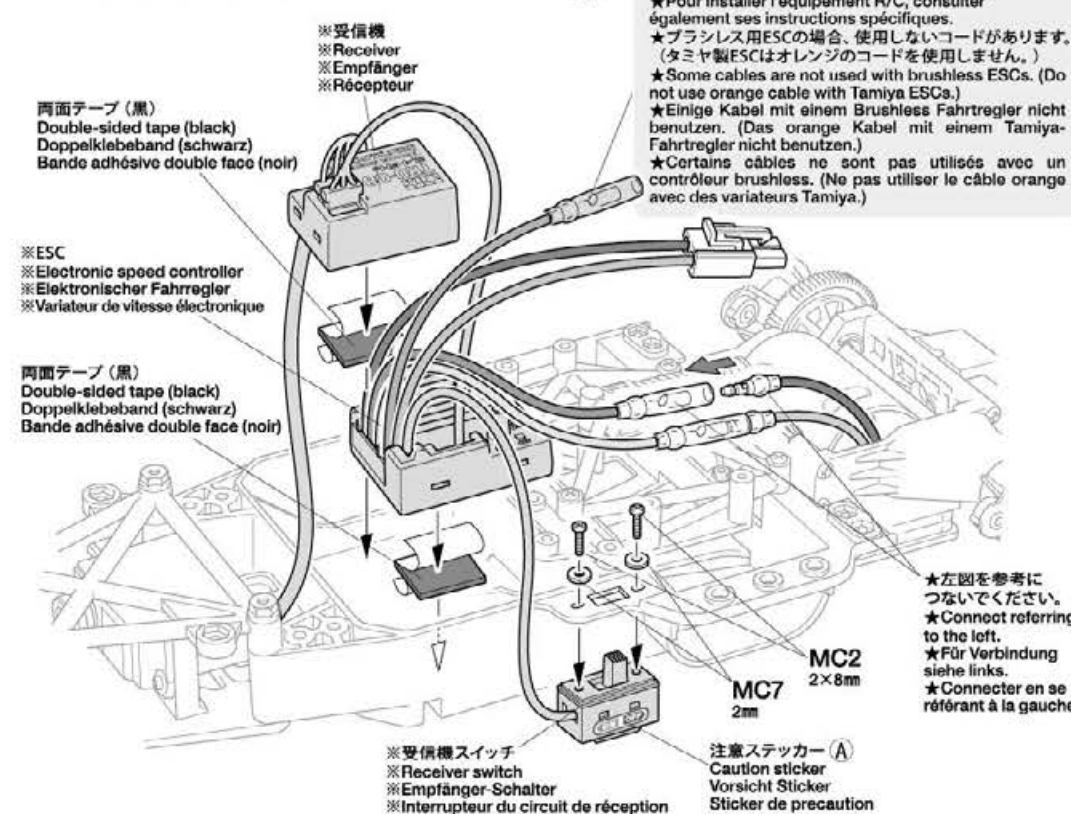 ★Pour installer l'équipement R/C, consulter
également ses instructions spécifiques.
★ブラシレス用ESCの場合、使用しないコードがあります。
（タミヤ製ESCはオレンジのコードを使用しません。）
★Some cables are not used with brushless ESCs. (Do
not use orange cable with Tamiya ESCs.)
★Einige Kabel mit einem Brushless Fahrtregler nicht
benutzen. (Das orange Kabel mit einem Tamiya-
Fahrtregler nicht benutzen.)
★Certains câbles ne sont pas utilisés avec un
contrôleur brushless. (Ne pas utiliser le câble orange
avec des variateurs Tamiya.)
※受信機
※Receiver
※Empfänger
※Récepteur
両面テープ（黒）
Double-sided tape (black)
Doppelklebeband (schwarz)
Bande adhésive double face (noir)
※ESC
※Electronic speed controller
※Elektronischer Fahrregler
※Variateur de vitesse électronique
両面テープ（黒）
Double-sided tape (black)
Doppelklebeband (schwarz)
Bande adhésive double face (noir)
★左図を参考に
つないでください。
★Connect referring
to the left.
★Für Verbindung
siehe links.
★Connecter en se
référant à la gauche
MC2
2×8㎜
MC7
2㎜
※受信機スイッチ
※Receiver switch
※Empfänger-Schalter
※Interrupteur du circuit de réception
注意ステッカー Ⓐ
Caution sticker
Vorsicht Sticker
Sticker de precaution